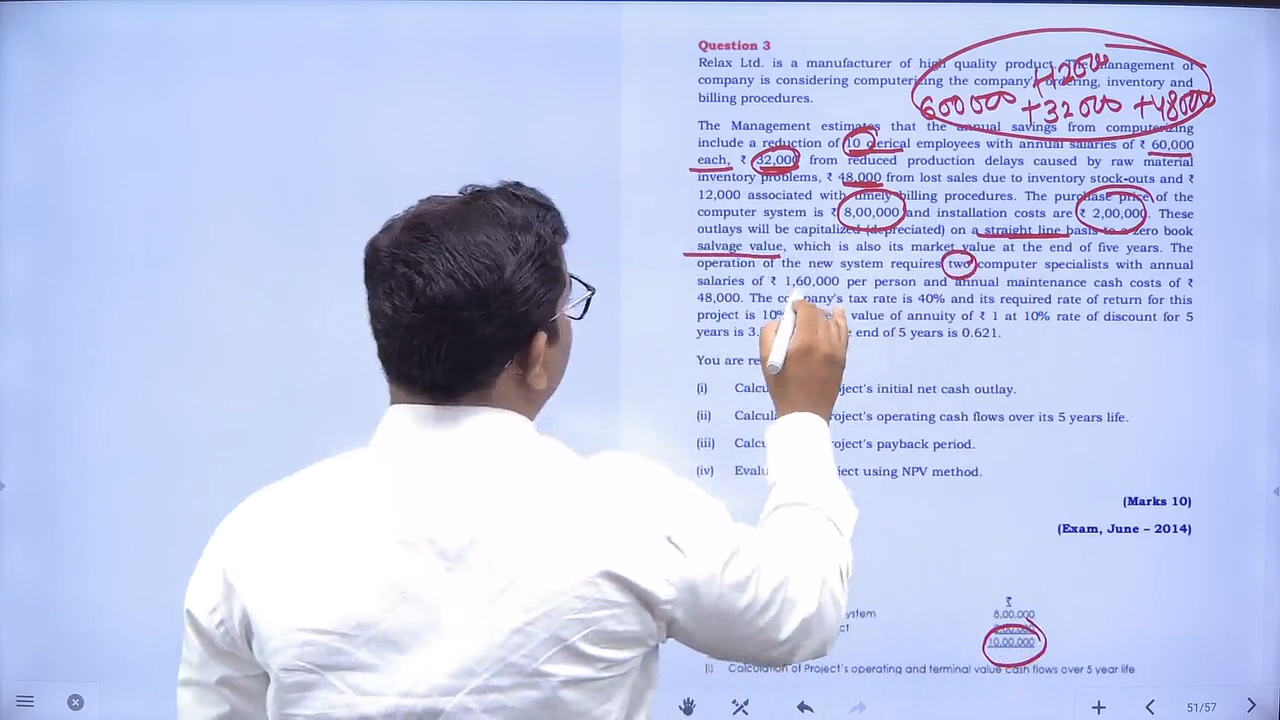 Question 3
Relax Ltd. is a manufacturer of high quality product. The management of
company is considering computerizing the company's ordering, inventory and
billing procedures.
+12000
600000 +32000 +48000
The Management estimates that the annual savings from computerizing
include a reduction of 10 clerical employees with annual salaries of ₹ 60,000
each, ₹ 32,000 from reduced production delays caused by raw material
inventory problems, ₹ 48,000 from lost sales due to inventory stock-outs and ₹
12,000 associated with timely billing procedures. The purchase price of the
computer system is ₹ 8,00,000 and installation costs are ₹ 2,00,000. These
outlays will be capitalized (depreciated) on a straight line basis to a zero book
salvage value, which is also its market value at the end of five years. The
operation of the new system requires two computer specialists with annual
salaries of ₹ 1,60,000 per person and annual maintenance cash costs of ₹
48,000. The company's tax rate is 40% and its required rate of return for this
project is 10% value of annuity of ₹ 1 at 10% rate of discount for 5
years is 3. end of 5 years is 0.621.
You are re
(i) Calcu oject's initial net cash outlay.
(ii) Calcula roject's operating cash flows over its 5 years life.
(iii) Calc oject's payback period.
(iv) Evalu ject using NPV method.
(Marks 10)
(Exam, June – 2014)
₹
ystem 8,00,000
ct 2,00,000
10,00,000
(i) Calculation of Project's operating and terminal value cash flows over 5 year life
51/57